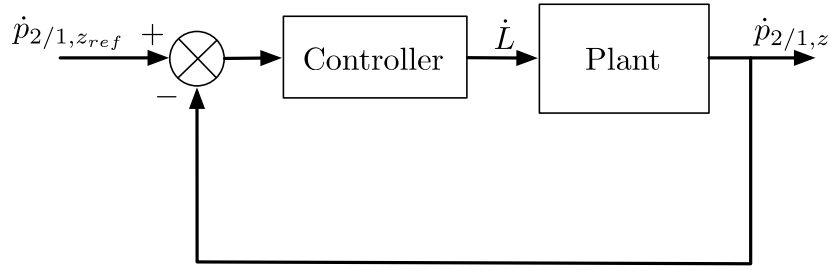 ṗ2/1,zref + Controller L̇ Plant ṗ2/1,z
−